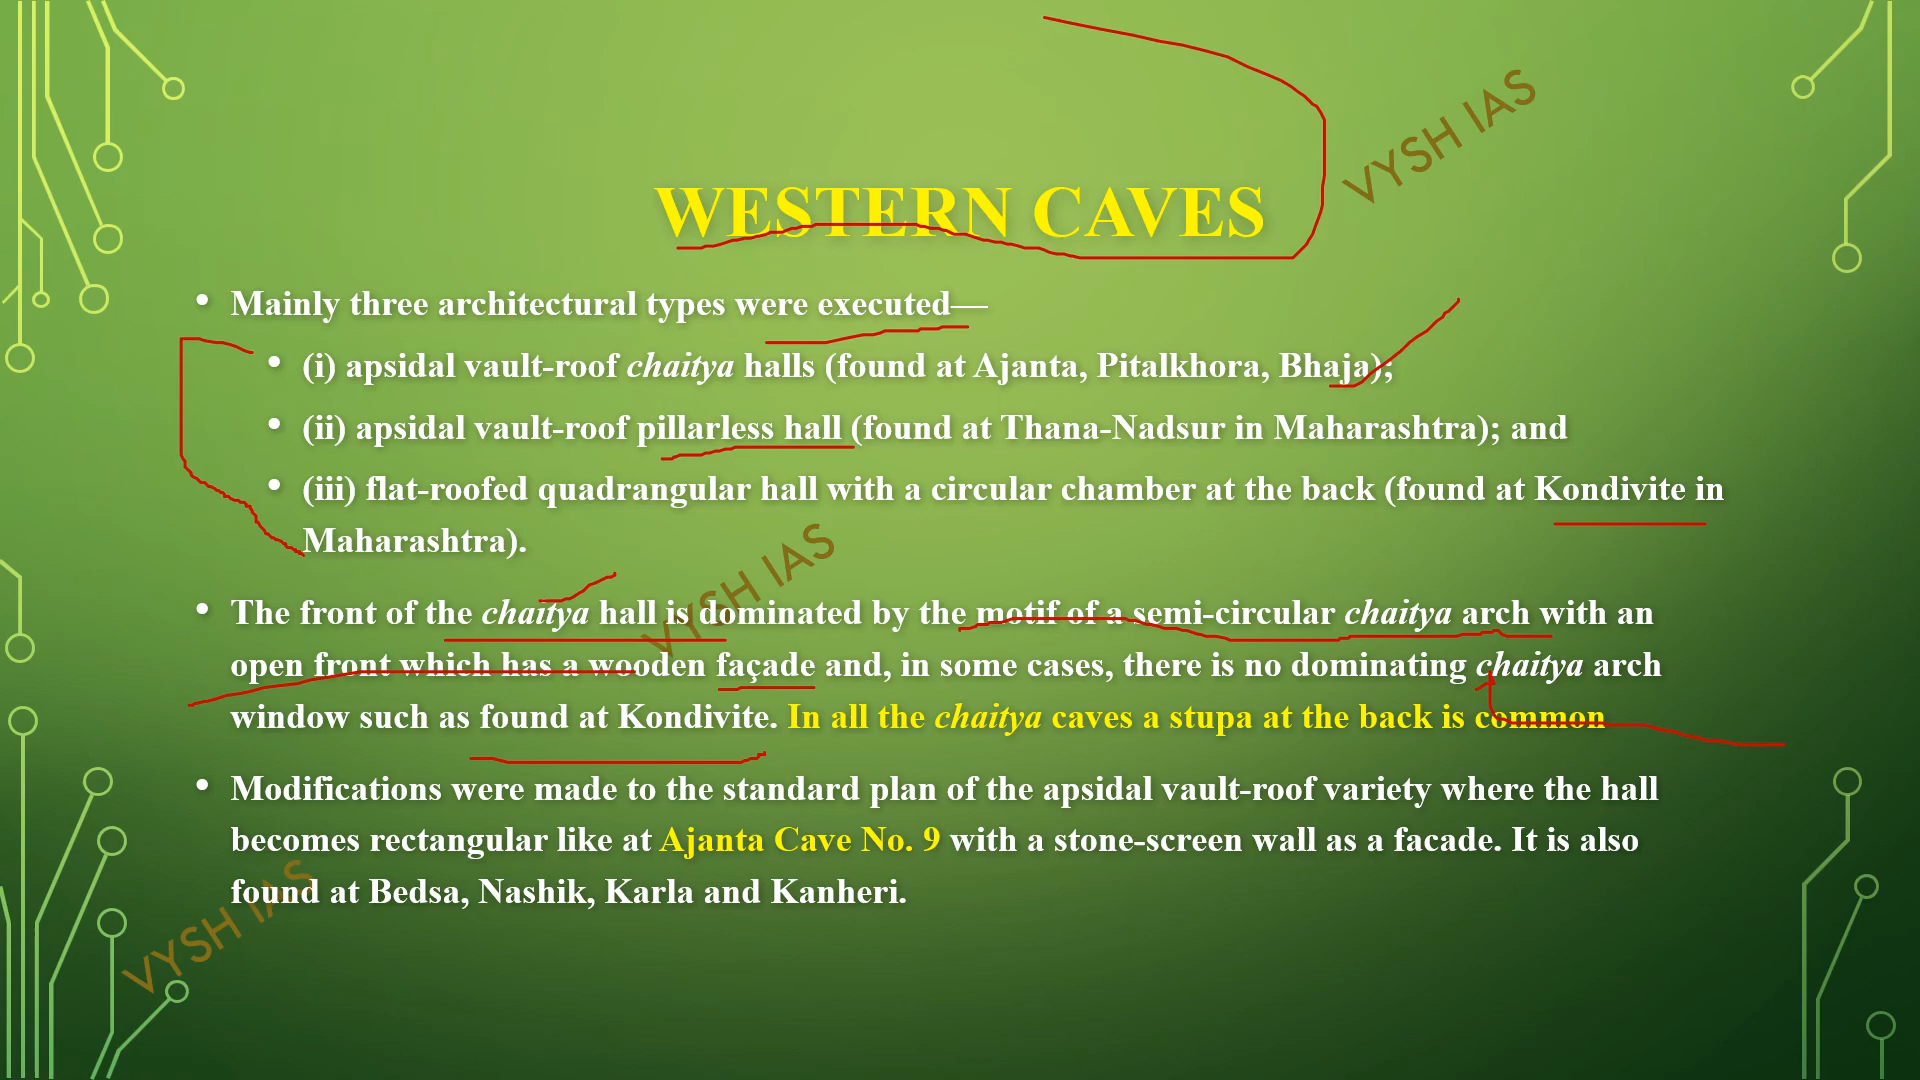 VYSH IAS
WESTERN CAVES
• Mainly three architectural types were executed—
• (i) apsidal vault-roof chaitya halls (found at Ajanta, Pitalkhora, Bhaja);
• (ii) apsidal vault-roof pillarless hall (found at Thana-Nadsur in Maharashtra); and
• (iii) flat-roofed quadrangular hall with a circular chamber at the back (found at Kondivite in
Maharashtra).
VYSH IAS
• The front of the chaitya hall is dominated by the motif of a semi-circular chaitya arch with an
open front which has a wooden façade and, in some cases, there is no dominating chaitya arch
window such as found at Kondivite. In all the chaitya caves a stupa at the back is common
• Modifications were made to the standard plan of the apsidal vault-roof variety where the hall
becomes rectangular like at Ajanta Cave No. 9 with a stone-screen wall as a facade. It is also
found at Bedsa, Nashik, Karla and Kanheri.
VYSH IAS